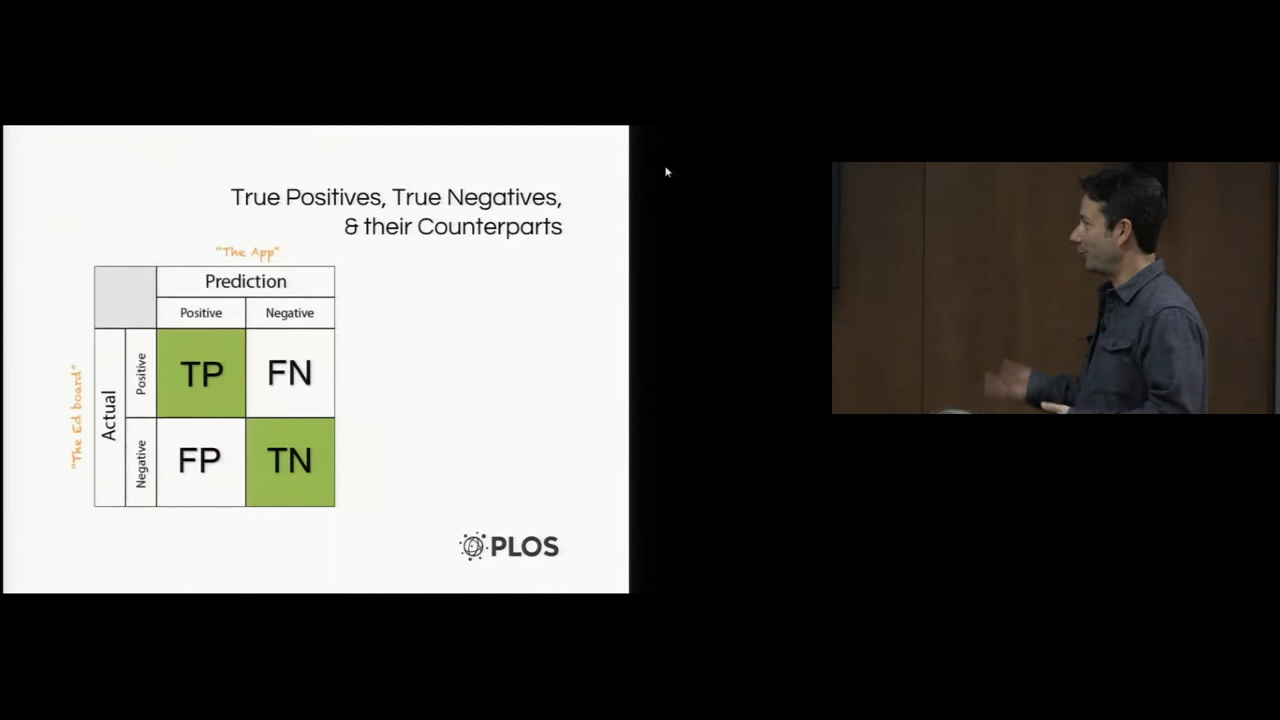 True Positives, True Negatives,
& their Counterparts
"The App"
Prediction
Positive
Negative
"The Ed board"
Actual
Positive
TP
FN
Negative
FP
TN
PLOS